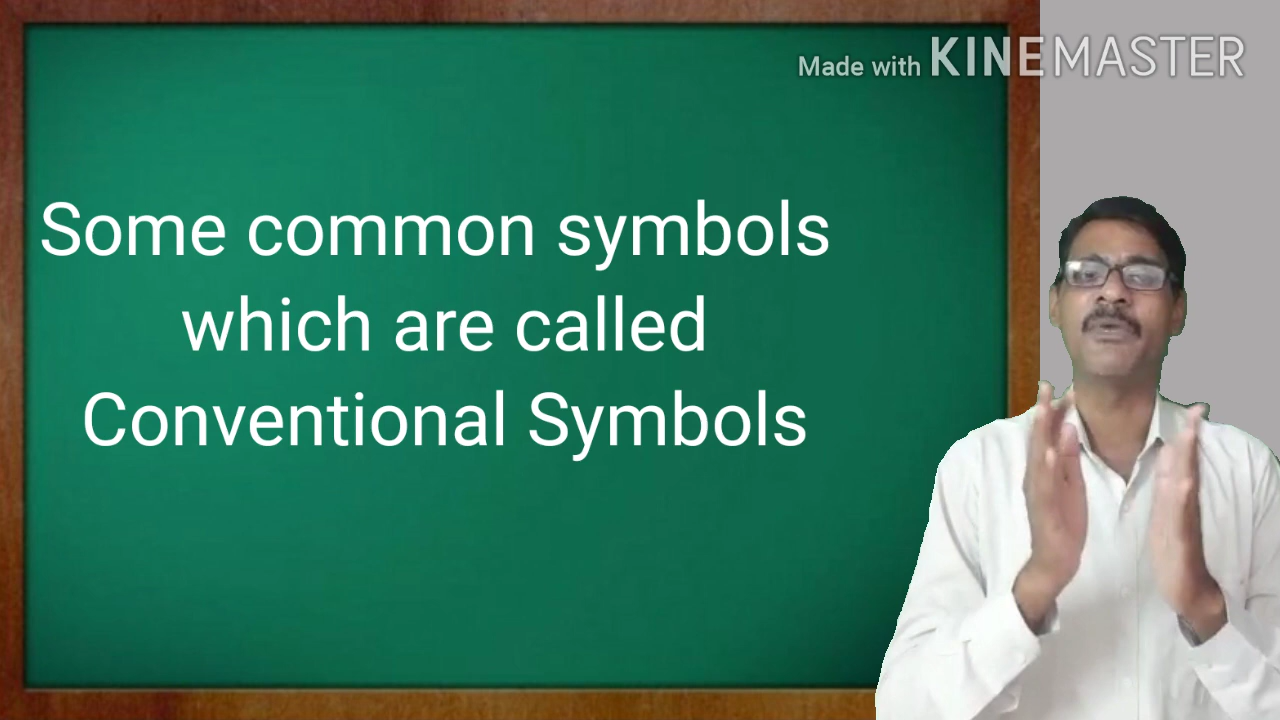 Made with KINEMASTER
Some common symbols
which are called
Conventional Symbols